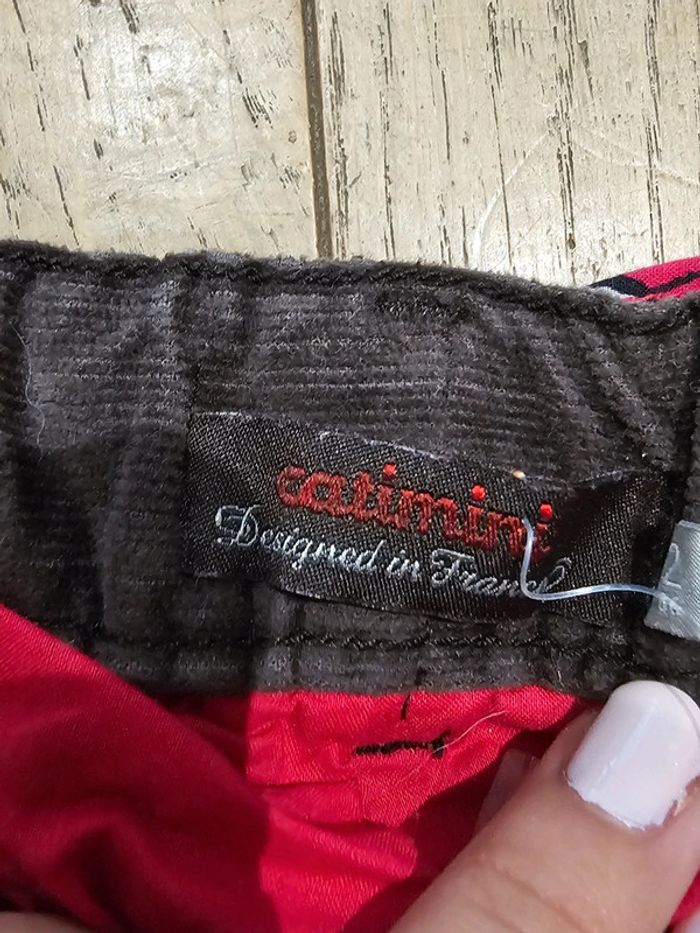 catimini
Designed in France